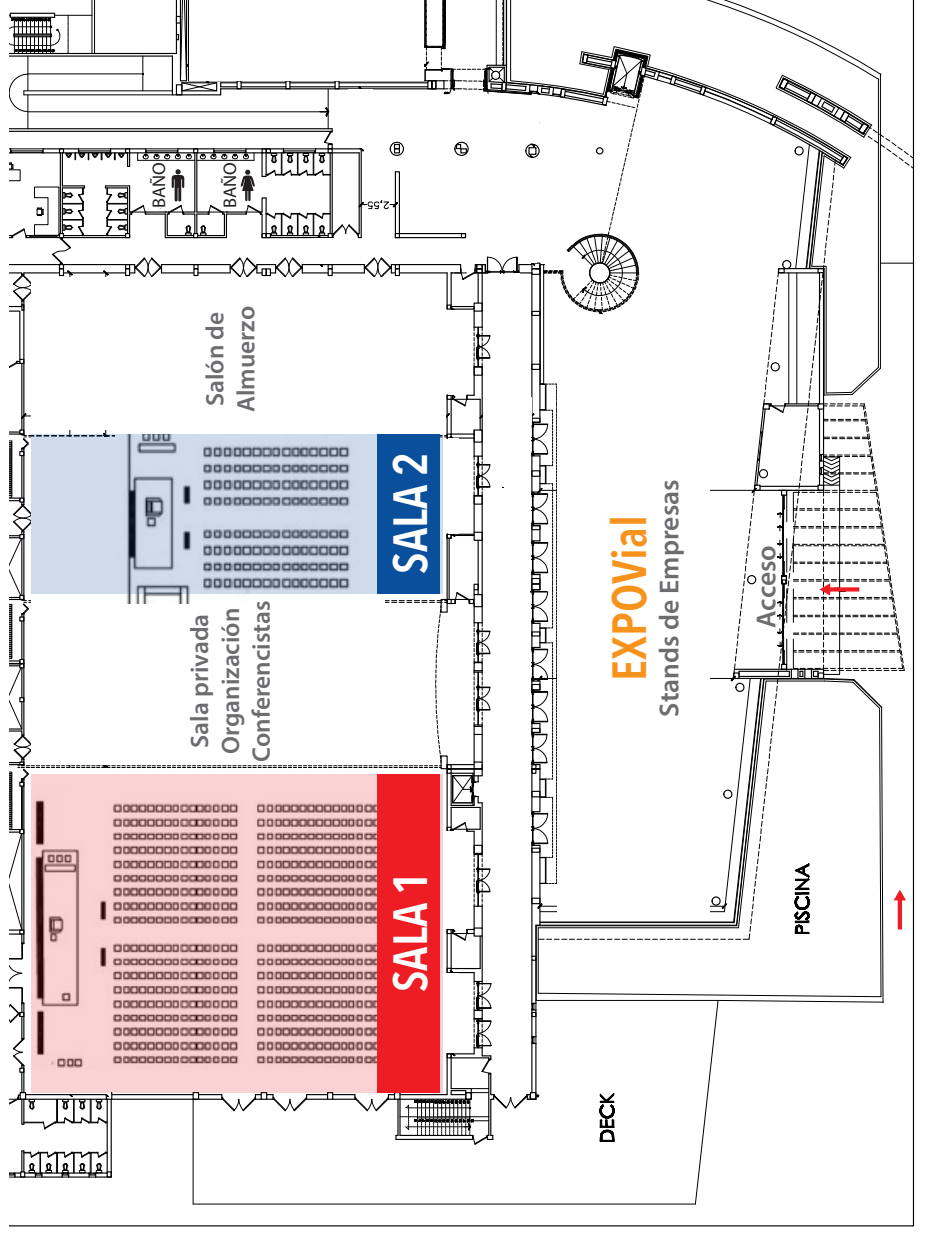 BAÑO
BAÑO
2,55
Salón de
Almuerzo
SALA 2
Sala privada
Organización
Conferencistas
SALA 1
EXPOVial
Stands de Empresas
Acceso
PISCINA
DECK